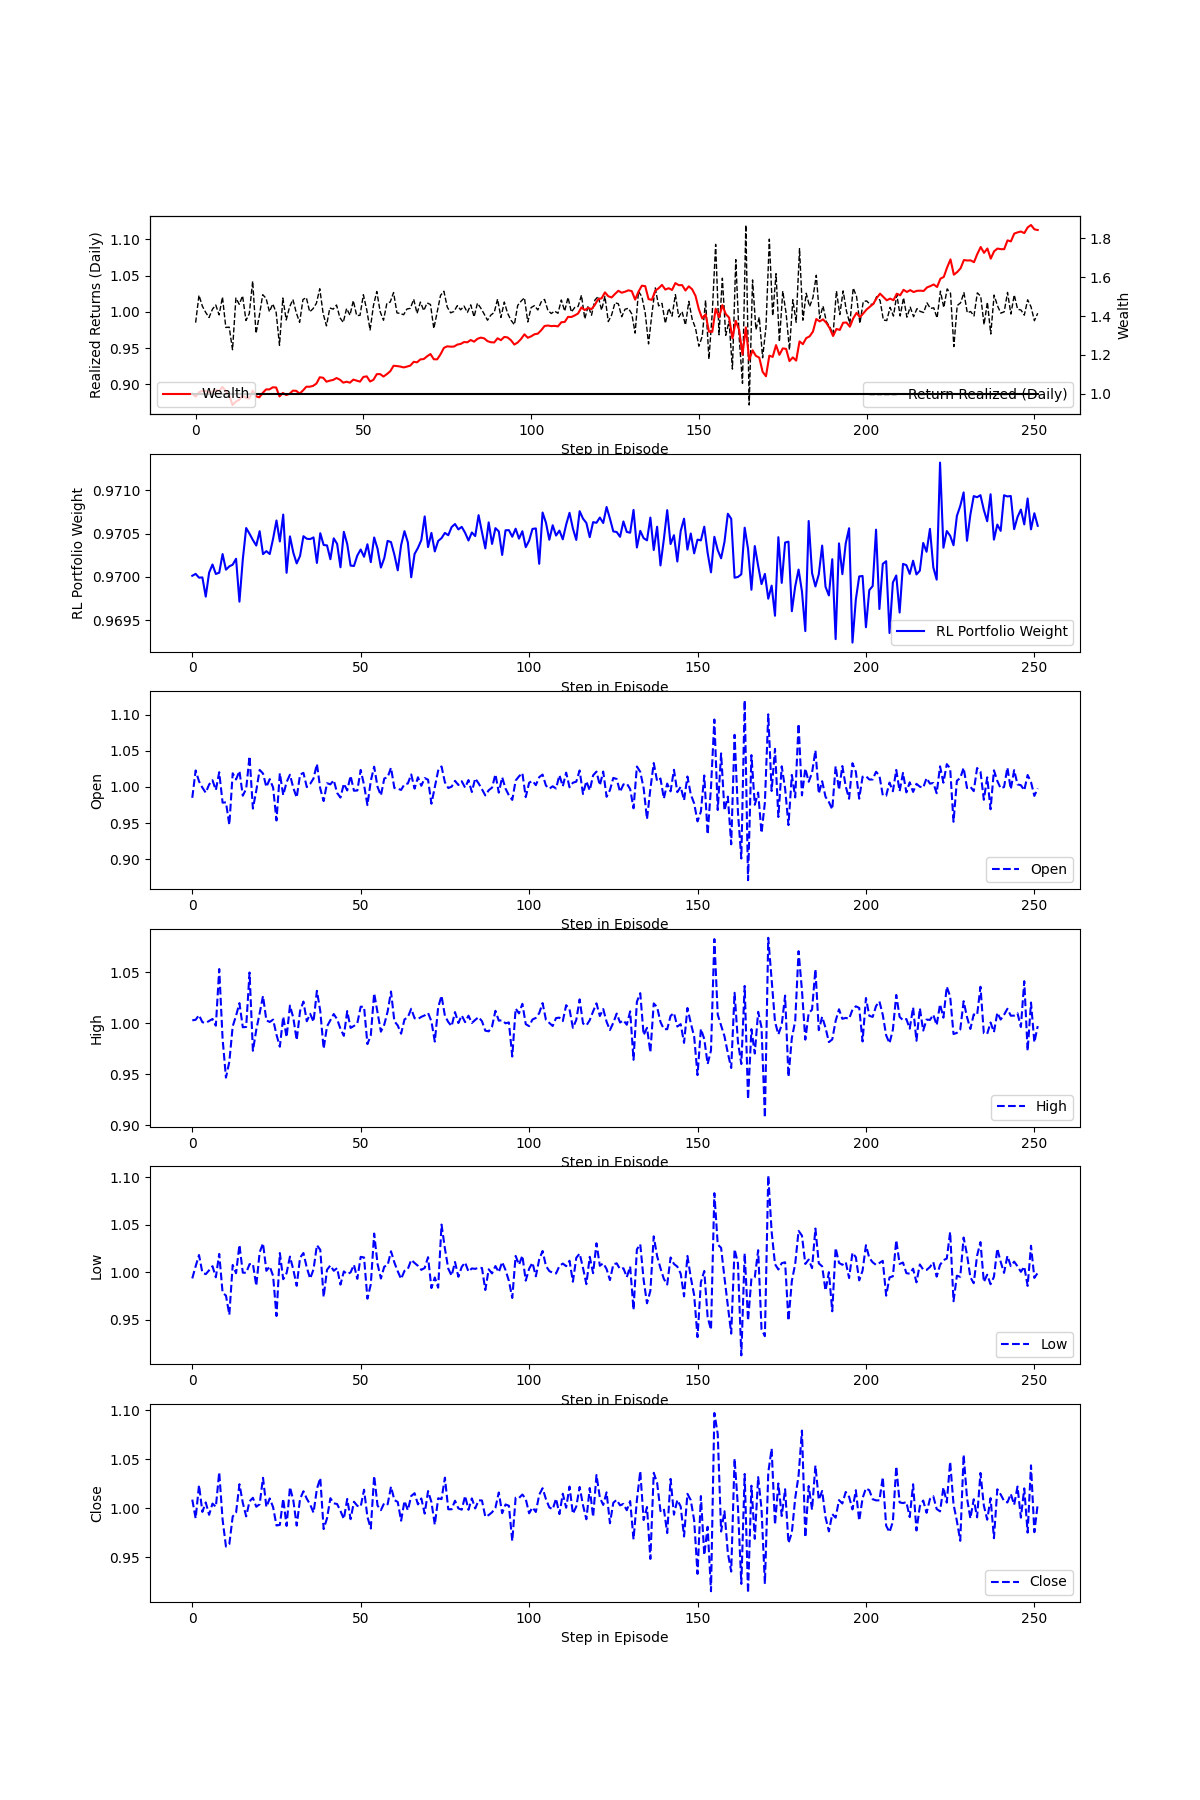 1.10
1.05
1.00
0.95
0.90
Realized Returns (Daily)
1.8
1.6
1.4
1.2
1.0
Wealth
Wealth
Return Realized (Daily)
0 50 100 150 200 250
Step in Episode
0.9710
0.9705
0.9700
0.9695
RL Portfolio Weight
RL Portfolio Weight
0 50 100 150 200 250
Step in Episode
1.10
1.05
1.00
0.95
0.90
Open
Open
0 50 100 150 200 250
Step in Episode
1.05
1.00
0.95
0.90
High
High
0 50 100 150 200 250
Step in Episode
1.10
1.05
1.00
0.95
Low
Low
0 50 100 150 200 250
Step in Episode
1.10
1.05
1.00
0.95
Close
Close
0 50 100 150 200 250
Step in Episode